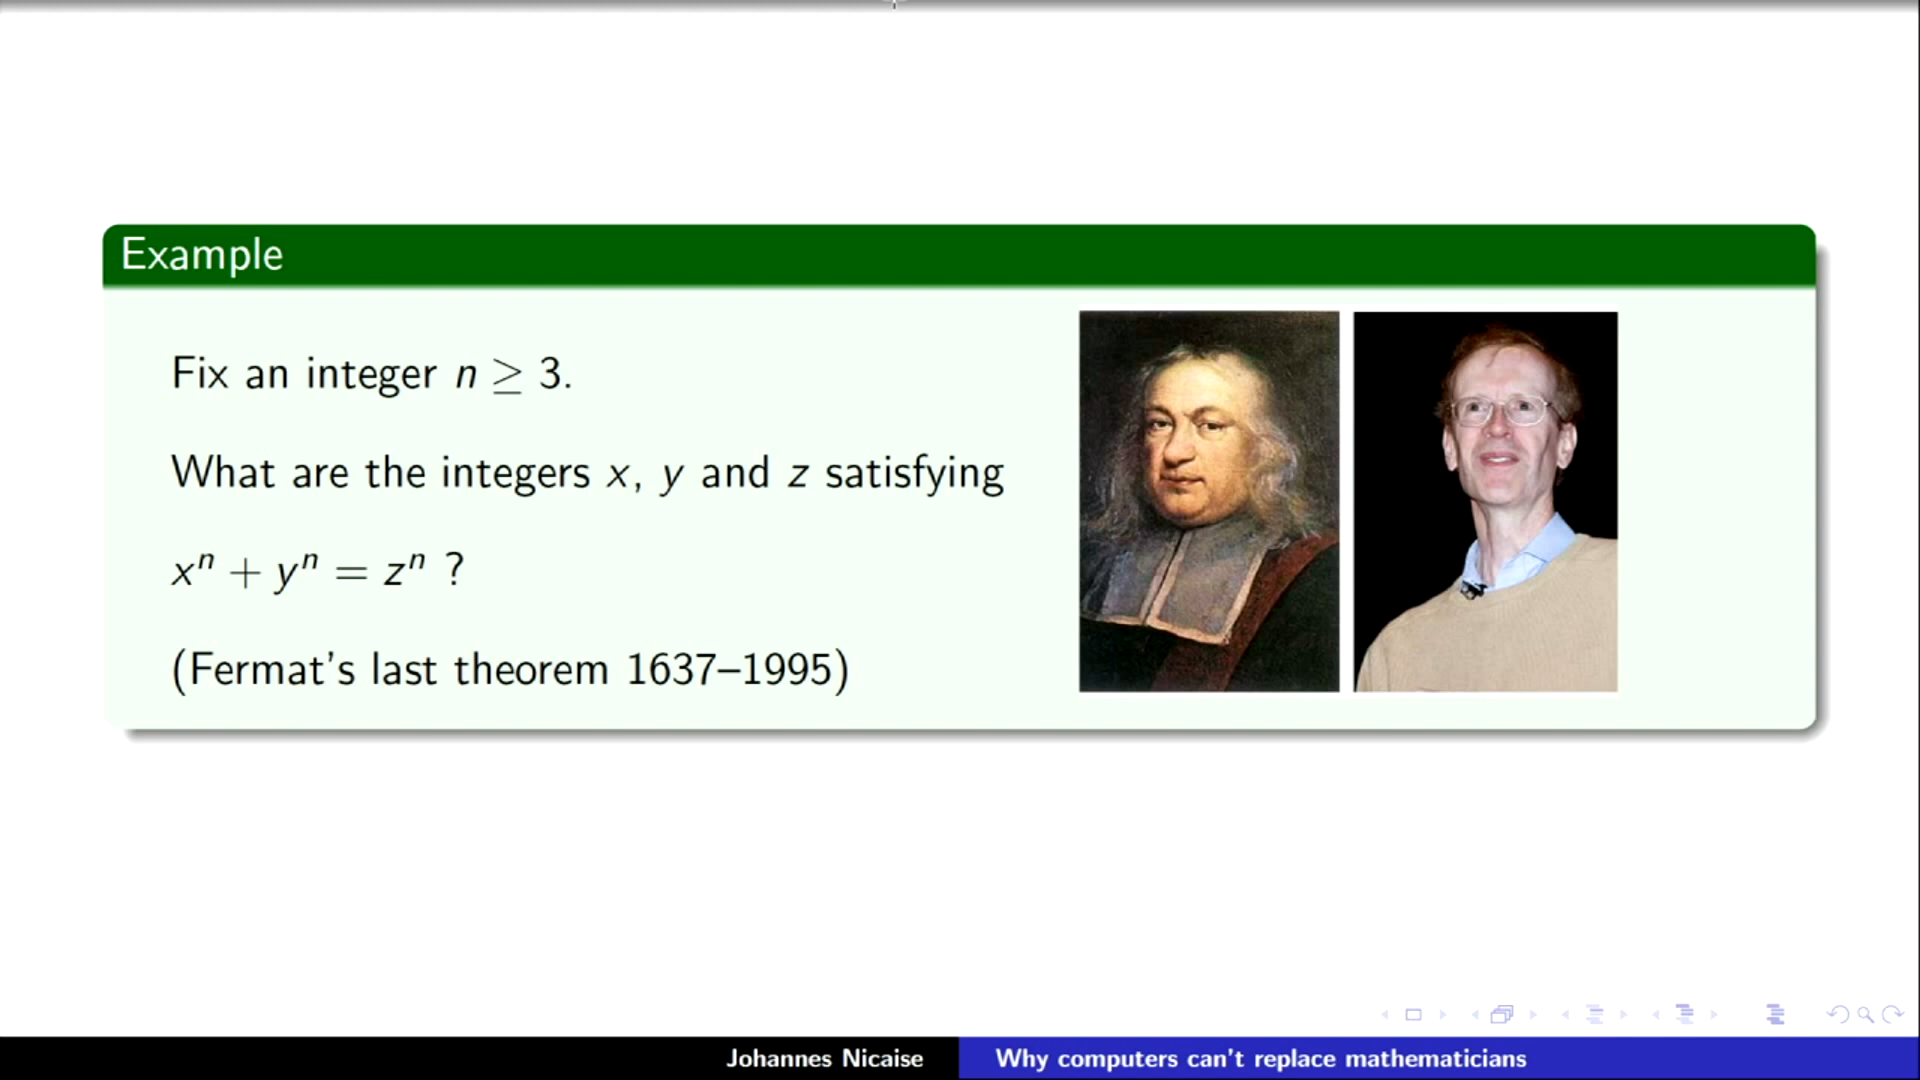 Example
Fix an integer n ≥ 3.
What are the integers x, y and z satisfying
xⁿ + yⁿ = zⁿ ?
(Fermat's last theorem 1637–1995)
Johannes Nicaise
Why computers can't replace mathematicians